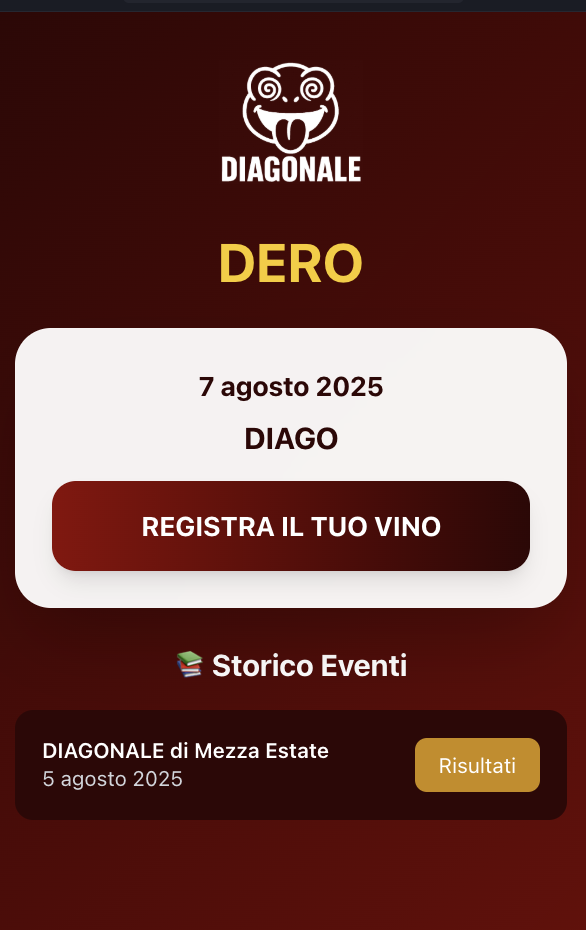 DIAGONALE
DERO
7 agosto 2025
DIAGO
REGISTRA IL TUO VINO
📚 Storico Eventi
DIAGONALE di Mezza Estate
5 agosto 2025
Risultati